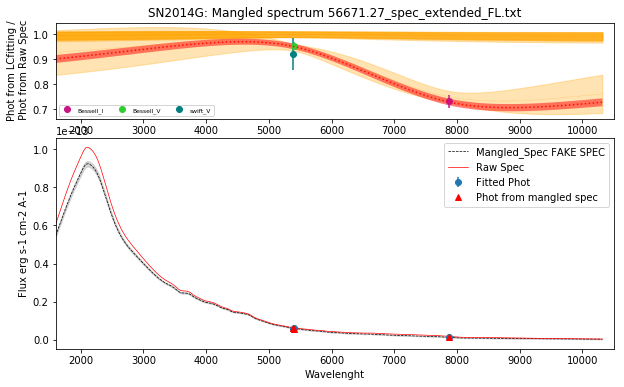 SN2014G: Mangled spectrum 56671.27_spec_extended_FL.txt
Phot from LCfitting /
Phot from Raw Spec
1.0
0.9
0.8
0.7
Bessell_I Bessell_V swift_V
2000 3000 4000 5000 6000 7000 8000 9000 10000
1e−13
Flux erg s-1 cm-2 A-1
1.0
0.8
0.6
0.4
0.2
0.0
Mangled_Spec FAKE SPEC
Raw Spec
Fitted Phot
Phot from mangled spec
2000 3000 4000 5000 6000 7000 8000 9000 10000
Wavelenght